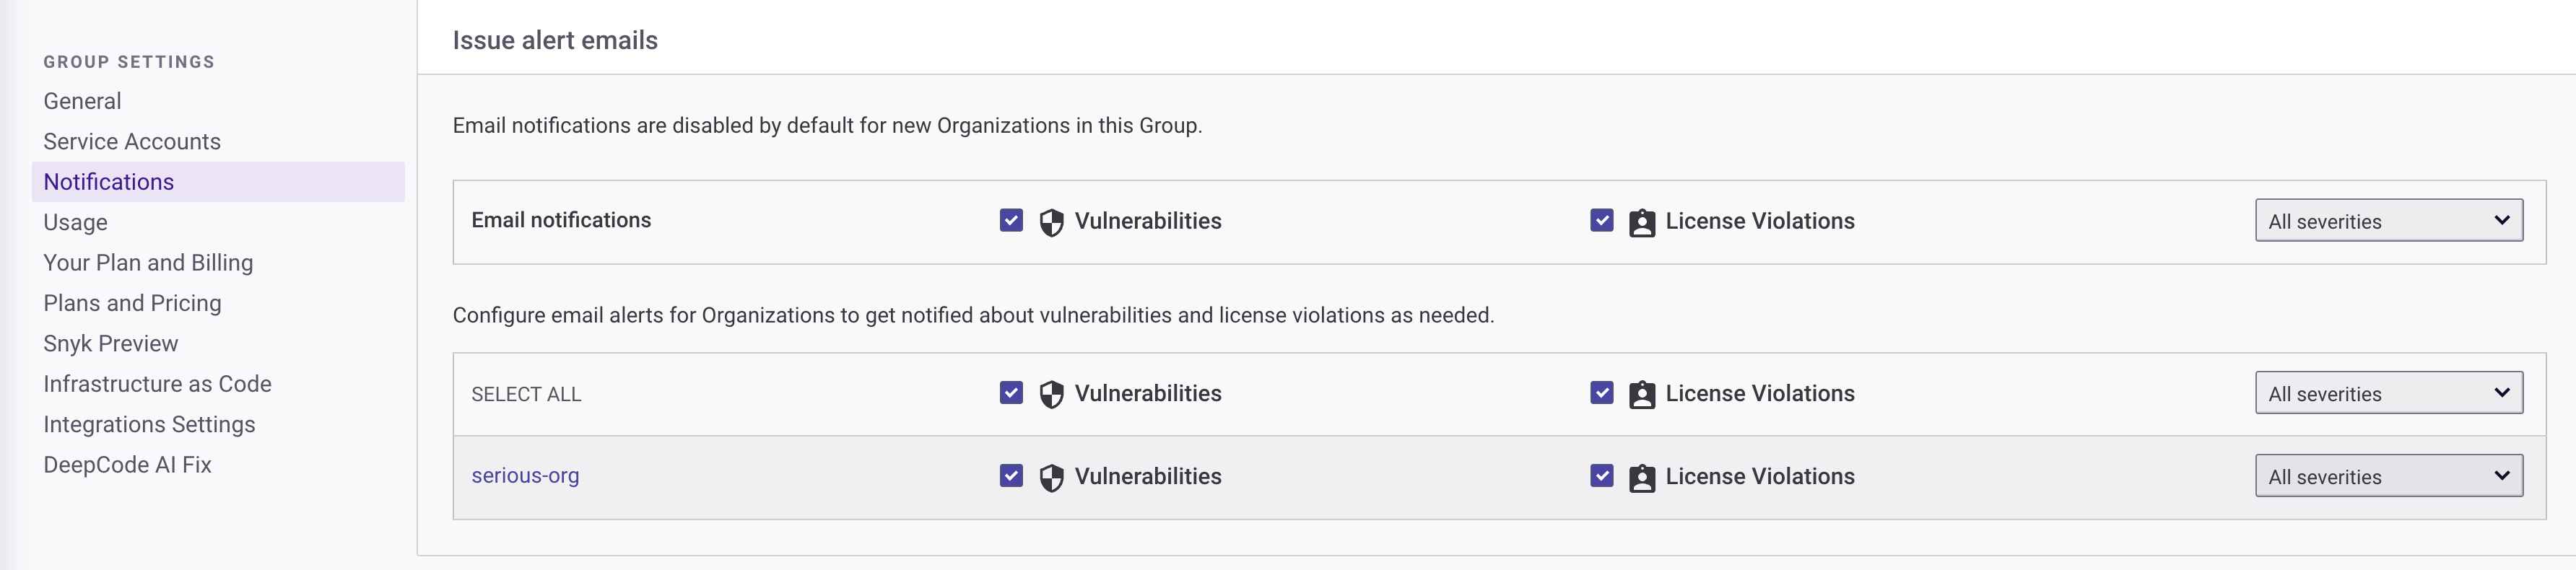 GROUP SETTINGS
General
Service Accounts
Notifications
Usage
Your Plan and Billing
Plans and Pricing
Snyk Preview
Infrastructure as Code
Integrations Settings
DeepCode AI Fix
Issue alert emails
Email notifications are disabled by default for new Organizations in this Group.
Email notifications Vulnerabilities License Violations All severities
Configure email alerts for Organizations to get notified about vulnerabilities and license violations as needed.
SELECT ALL Vulnerabilities License Violations All severities
serious-org Vulnerabilities License Violations All severities